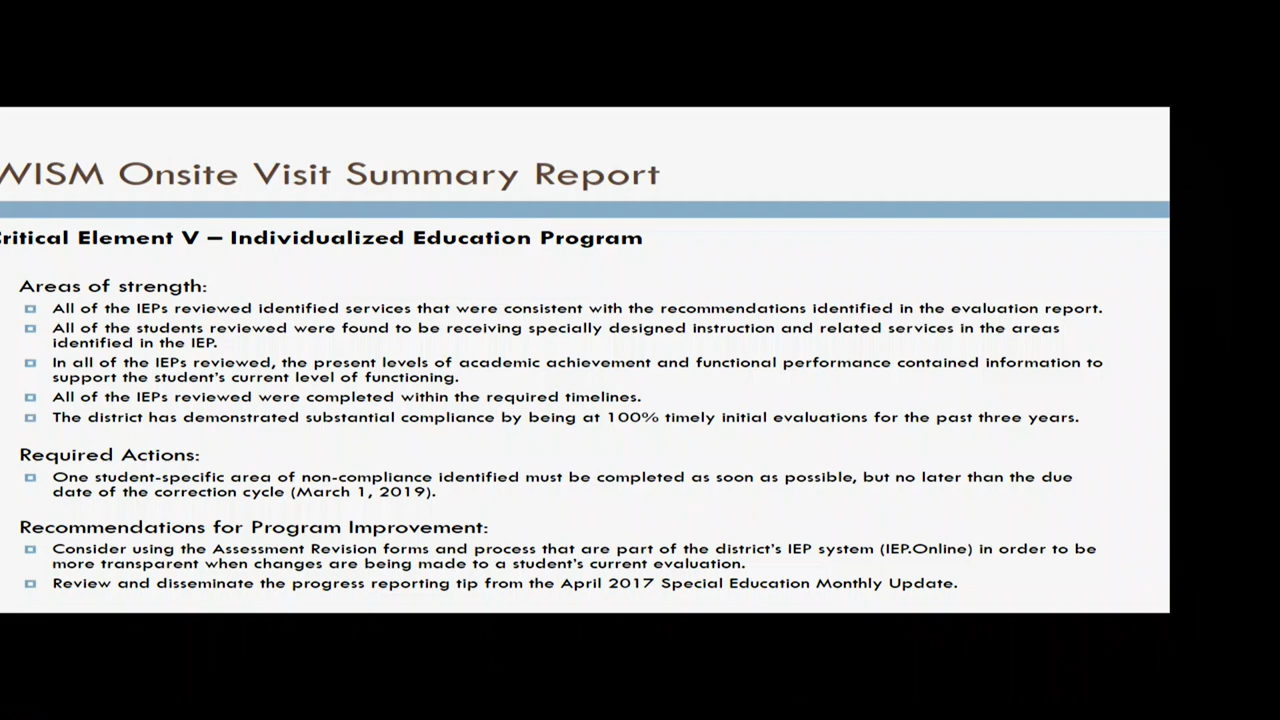 WISM Onsite Visit Summary Report
Critical Element V – Individualized Education Program
Areas of strength:
All of the IEPs reviewed identified services that were consistent with the recommendations identified in the evaluation report.
All of the students reviewed were found to be receiving specially designed instruction and related services in the areas
identified in the IEP.
In all of the IEPs reviewed, the present levels of academic achievement and functional performance contained information to
support the student's current level of functioning.
All of the IEPs reviewed were completed within the required timelines.
The district has demonstrated substantial compliance by being at 100% timely initial evaluations for the past three years.
Required Actions:
One student-specific area of non-compliance identified must be completed as soon as possible, but no later than the due
date of the correction cycle (March 1, 2019).
Recommendations for Program Improvement:
Consider using the Assessment Revision forms and process that are part of the district's IEP system (IEP.Online) in order to be
more transparent when changes are being made to a student's current evaluation.
Review and disseminate the progress reporting tip from the April 2017 Special Education Monthly Update.